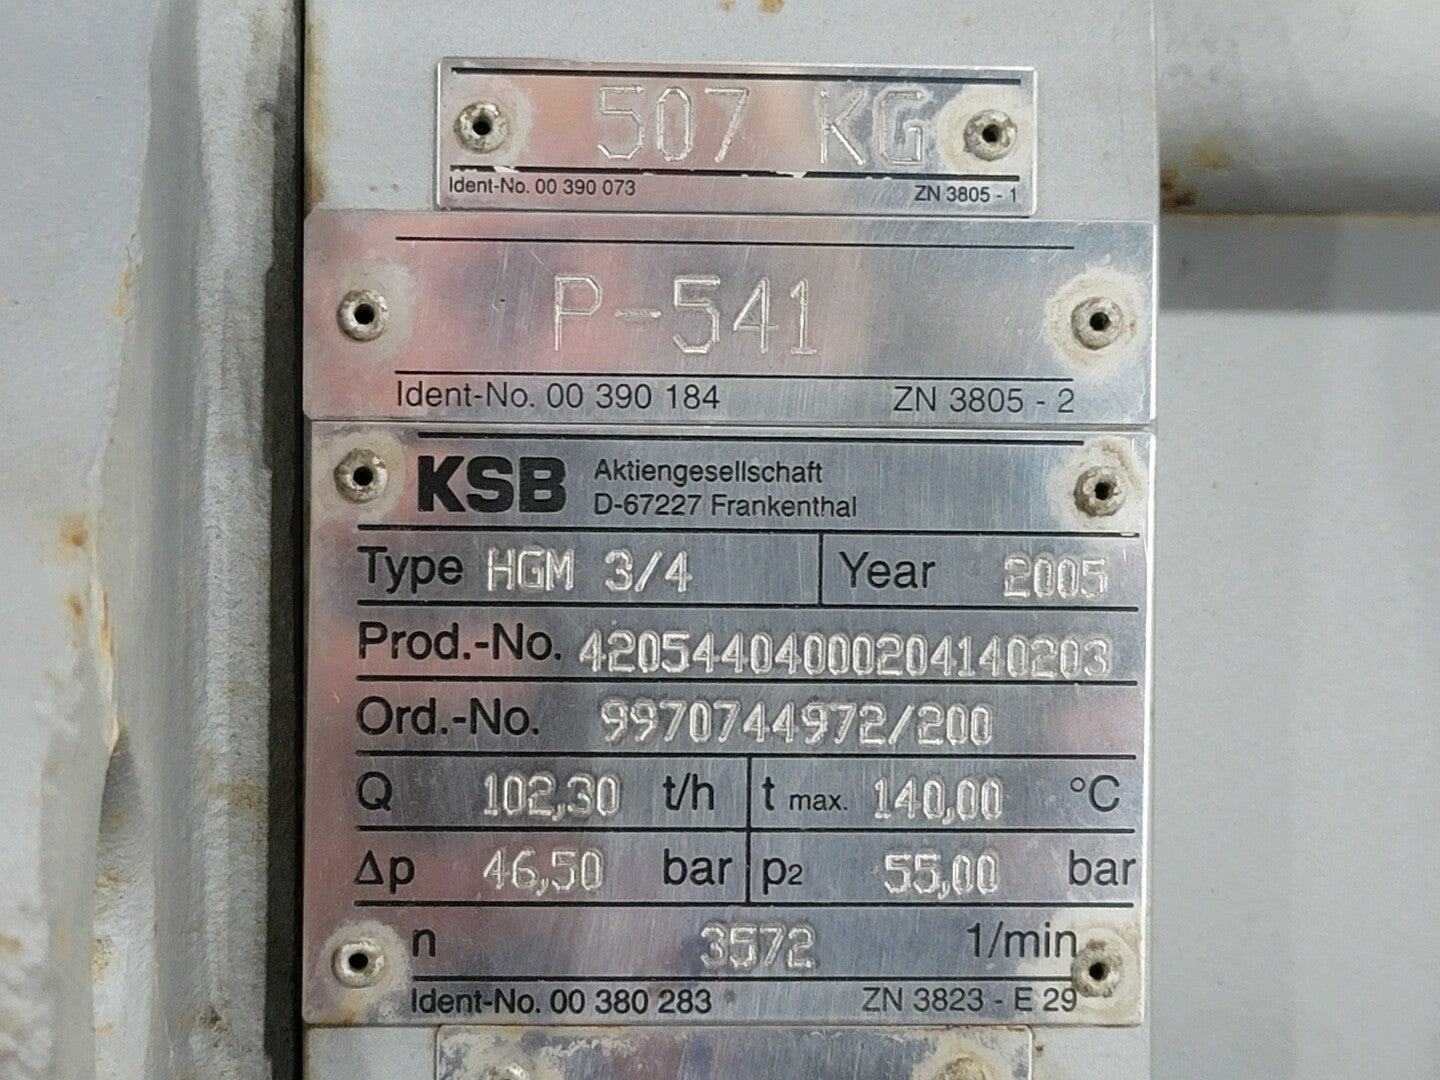 507 KG
Ident-No. 00 390 073 ZN 3805 - 1
P-541
Ident-No. 00 390 184 ZN 3805 - 2
KSB Aktiengesellschaft
D-67227 Frankenthal
Type HGM 3/4 Year 2005
Prod.-No. 42054404000204140203
Ord.-No. 9970744972/200
Q 102,30 t/h t max. 140,00 °C
Δp 46,50 bar p2 55,00 bar
n 3572 1/min
Ident-No. 00 380 283 ZN 3823 - E 29